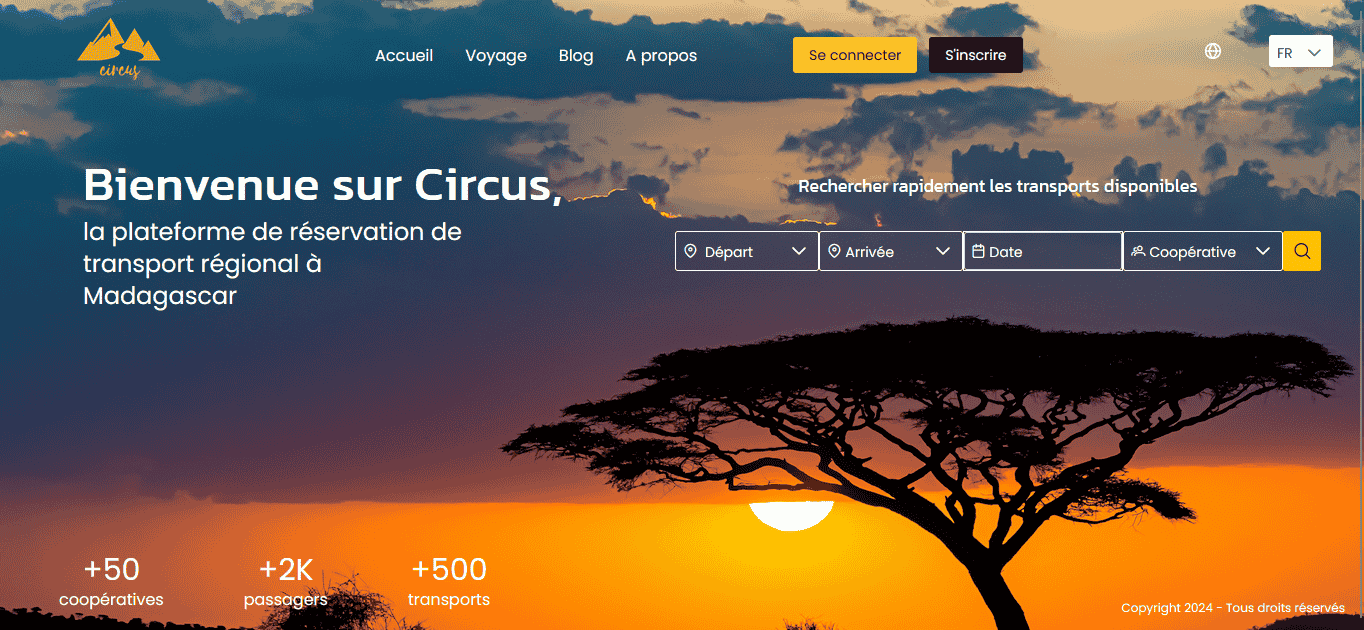 circus
Accueil Voyage Blog A propos Se connecter S'inscrire FR
Bienvenue sur Circus,
la plateforme de réservation de
transport régional à
Madagascar
Rechercher rapidement les transports disponibles
Départ Arrivée Date Coopérative
+50 +2K +500
coopératives passagers transports
Copyright 2024 - Tous droits réservés